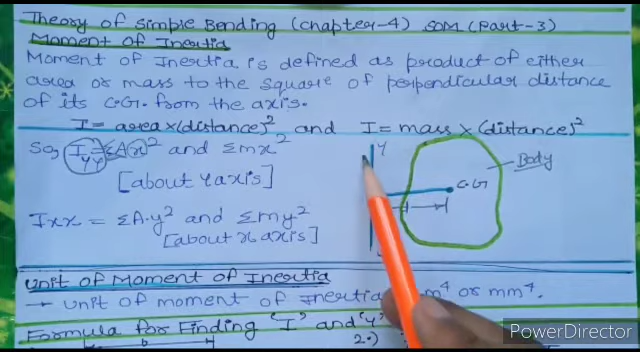 Theory of Simple Bending (Chapter-4) SOM (Part-3)
Moment of Inertia
Moment of Inertia is defined as product of either
area or mass to the square of perpendicular distance
of its C.G. from the axis.
I = area×(distance)² and I = mass×(distance)²
So, Iyy = ΣAx² and Σmx²
[about Y axis]
Y
Body
C.G
Ixx = ΣA.y² and Σmy²
[about x axis]
Unit of Moment of Inertia
→ Unit of moment of Inertia m⁴ or mm⁴.
Formula for Finding 'I' and 'Y'
b
2.)
PowerDirector